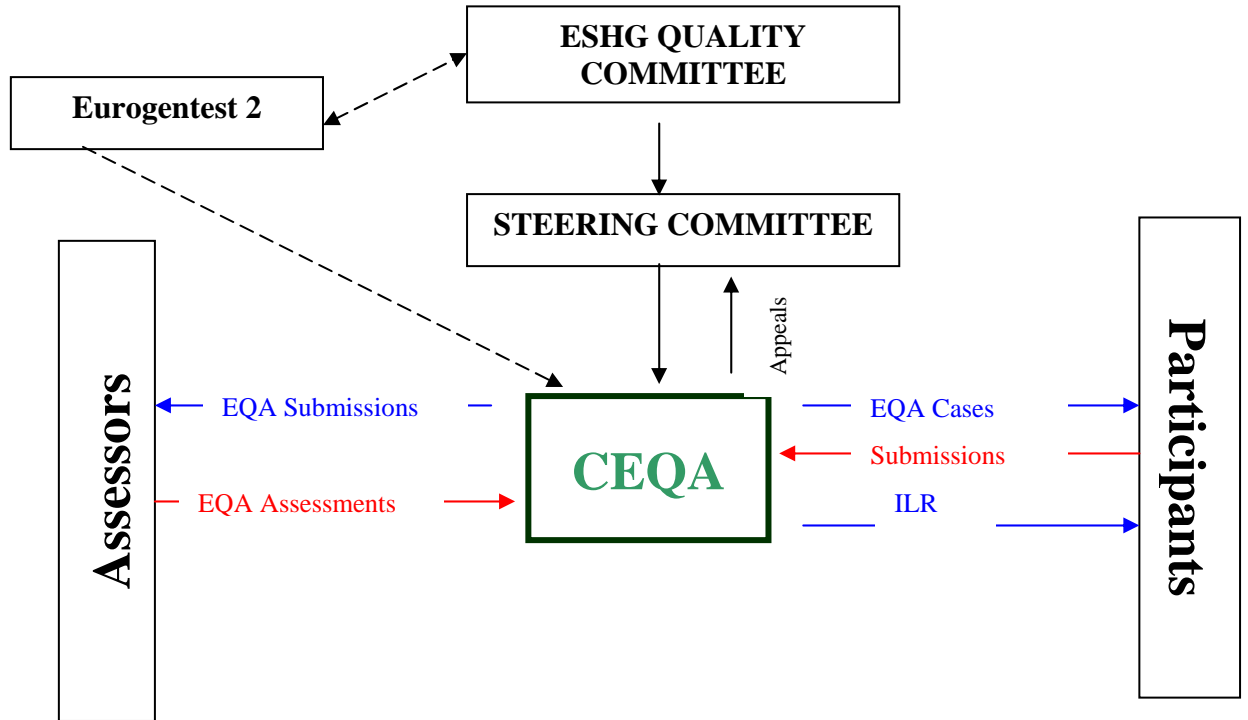 ESHG QUALITY
COMMITTEE
Eurogentest 2
STEERING COMMITTEE
Appeals
Assessors
EQA Submissions
EQA Assessments
CEQA
EQA Cases
Submissions
ILR
Participants